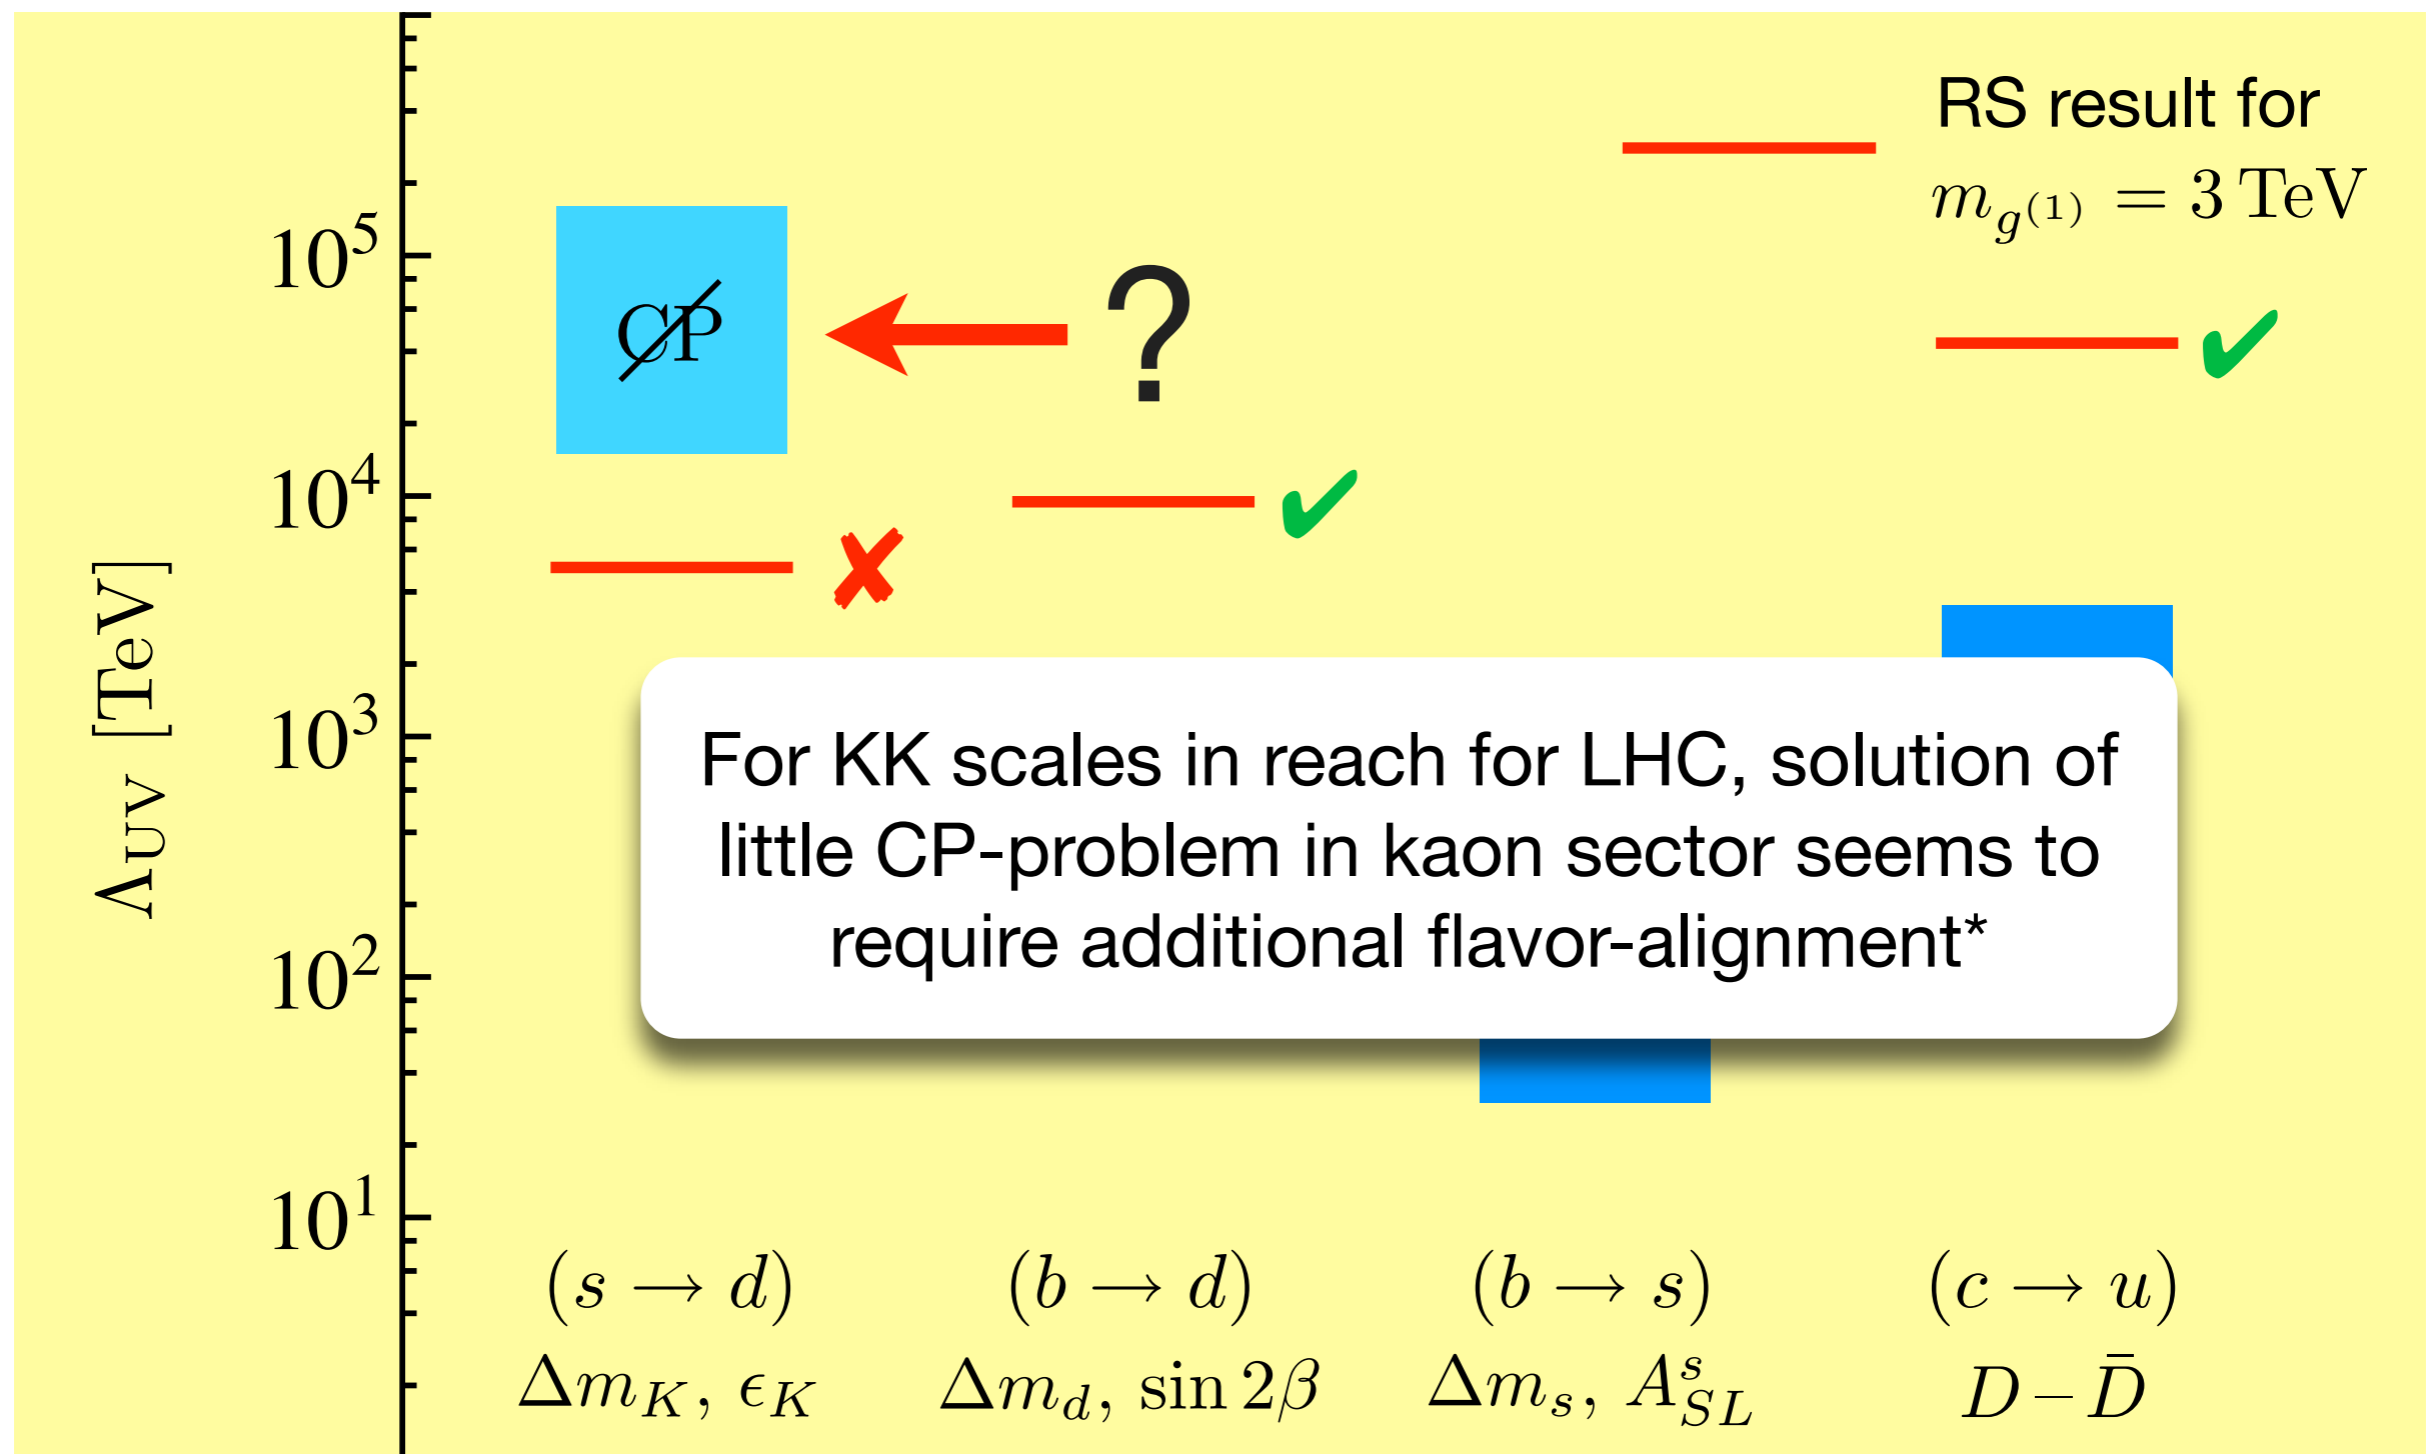 RS result for
m_{g^{(1)}} = 3 TeV
10^5
CP
?
10^4
Λ_UV [TeV]
10^3
For KK scales in reach for LHC, solution of
little CP-problem in kaon sector seems to
require additional flavor-alignment*
10^2
10^1
(s → d) (b → d) (b → s) (c → u)
Δm_K, ϵ_K Δm_d, sin 2β Δm_s, A^s_{SL} D–D̄